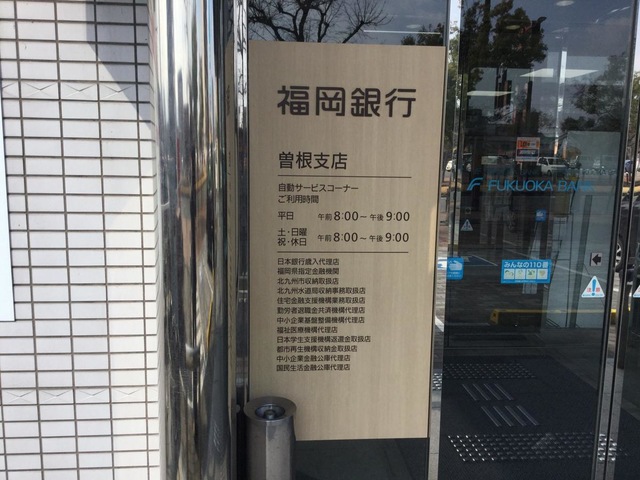 福岡銀行
曽根支店
自動サービスコーナー
ご利用時間
平日 午前8:00~午後9:00
土・日曜
祝・休日 午前8:00~午後9:00
日本銀行歳入代理店
福岡県指定金融機関
北九州市収納取扱店
北九州水道局収納事務取扱店
住宅金融支援機構業務取扱店
勤労者退職金共済機構代理店
中小企業基盤整備機構代理店
福祉医療機構代理店
日本学生支援機構返還金取扱店
都市再生機構収納金取扱店
中小企業金融公庫代理店
国民生活金融公庫代理店
FUKUOKA BANK
みんなの110番
注意